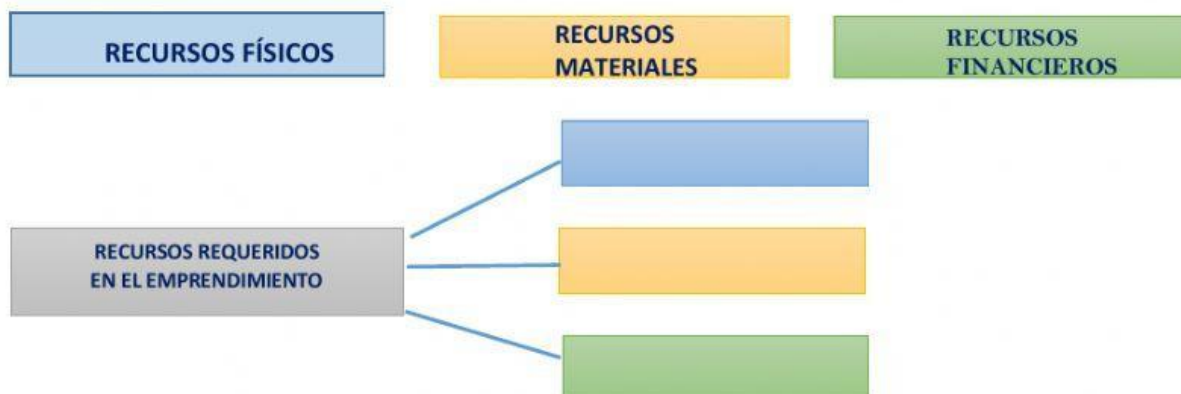 RECURSOS FÍSICOS
RECURSOS
MATERIALES
RECURSOS
FINANCIEROS
RECURSOS REQUERIDOS
EN EL EMPRENDIMIENTO